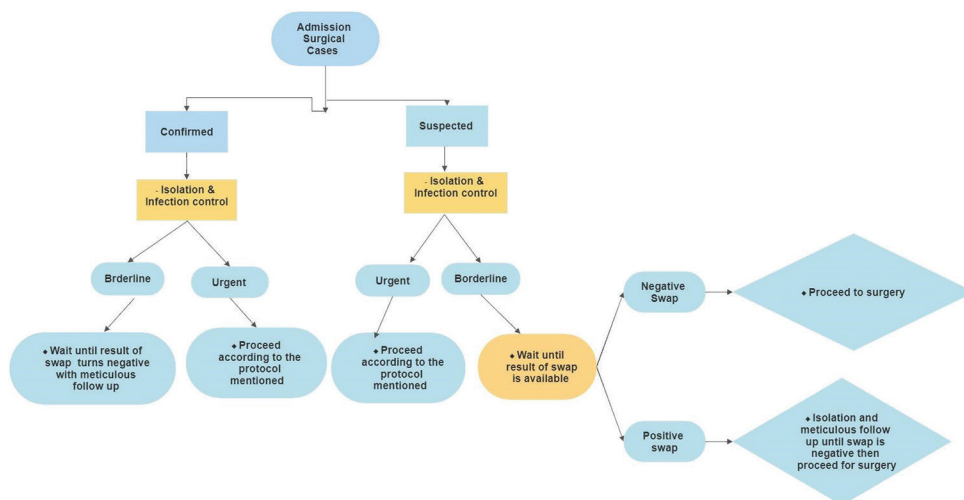 Admission
Surgical
Cases
Confirmed
Suspected
- Isolation &
Infection control
- Isolation &
Infection control
Brderline
Urgent
Urgent
Borderline
Negative
Swap
⬥ Proceed to surgery
⬥ Wait until result of
swap turns negative
with meticulous
follow up
⬥ Proceed
according to the
protocol
mentioned
⬥ Proceed
according to the
protocol
mentioned
⬥ Wait until
result of swap
is available
Positive
swap
⬥ Isolation and
meticulous follow
up until swap is
negative then
proceed for surgery